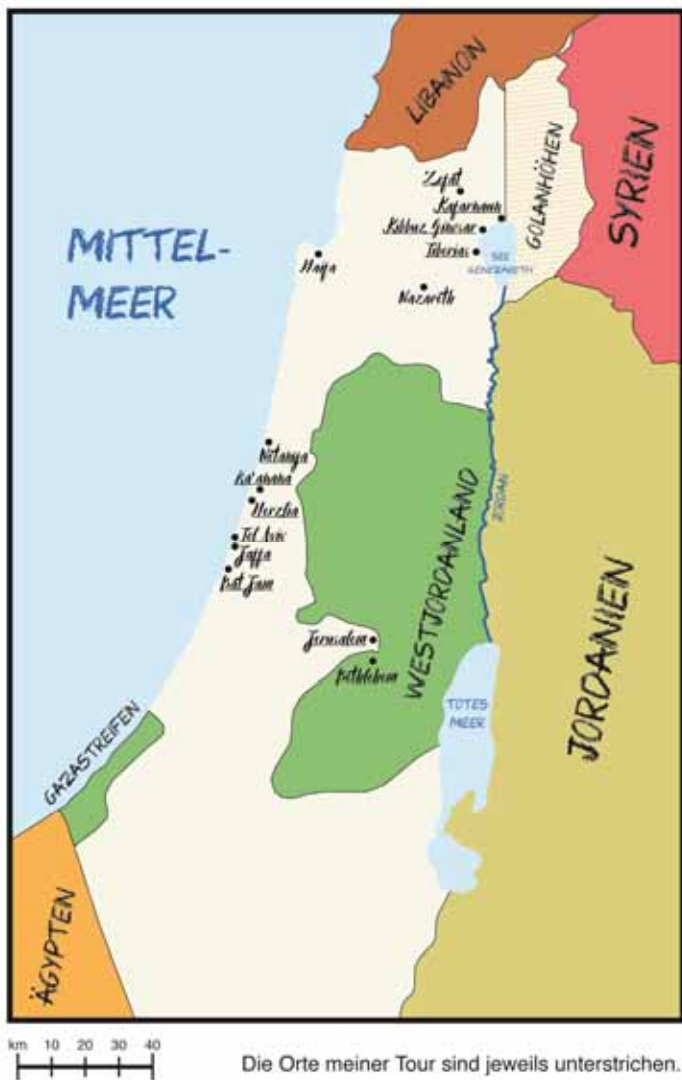 LIBANON
SYRIEN
GOLANHÖHEN
Zefat
Kafarnaum
Kibbuz Ginosar
Tiberias
SEE
GENEZARETH
MITTEL-
MEER
Haifa
Nazareth
Netanya
Ra'anana
Herzlia
Tel Aviv
Jaffa
Bat Jam
JORDAN
WESTJORDANLAND
Jerusalem
Bethlehem
JORDANIEN
TOTES
MEER
GAZASTREIFEN
ÄGYPTEN
km 10 20 30 40
Die Orte meiner Tour sind jeweils unterstrichen.